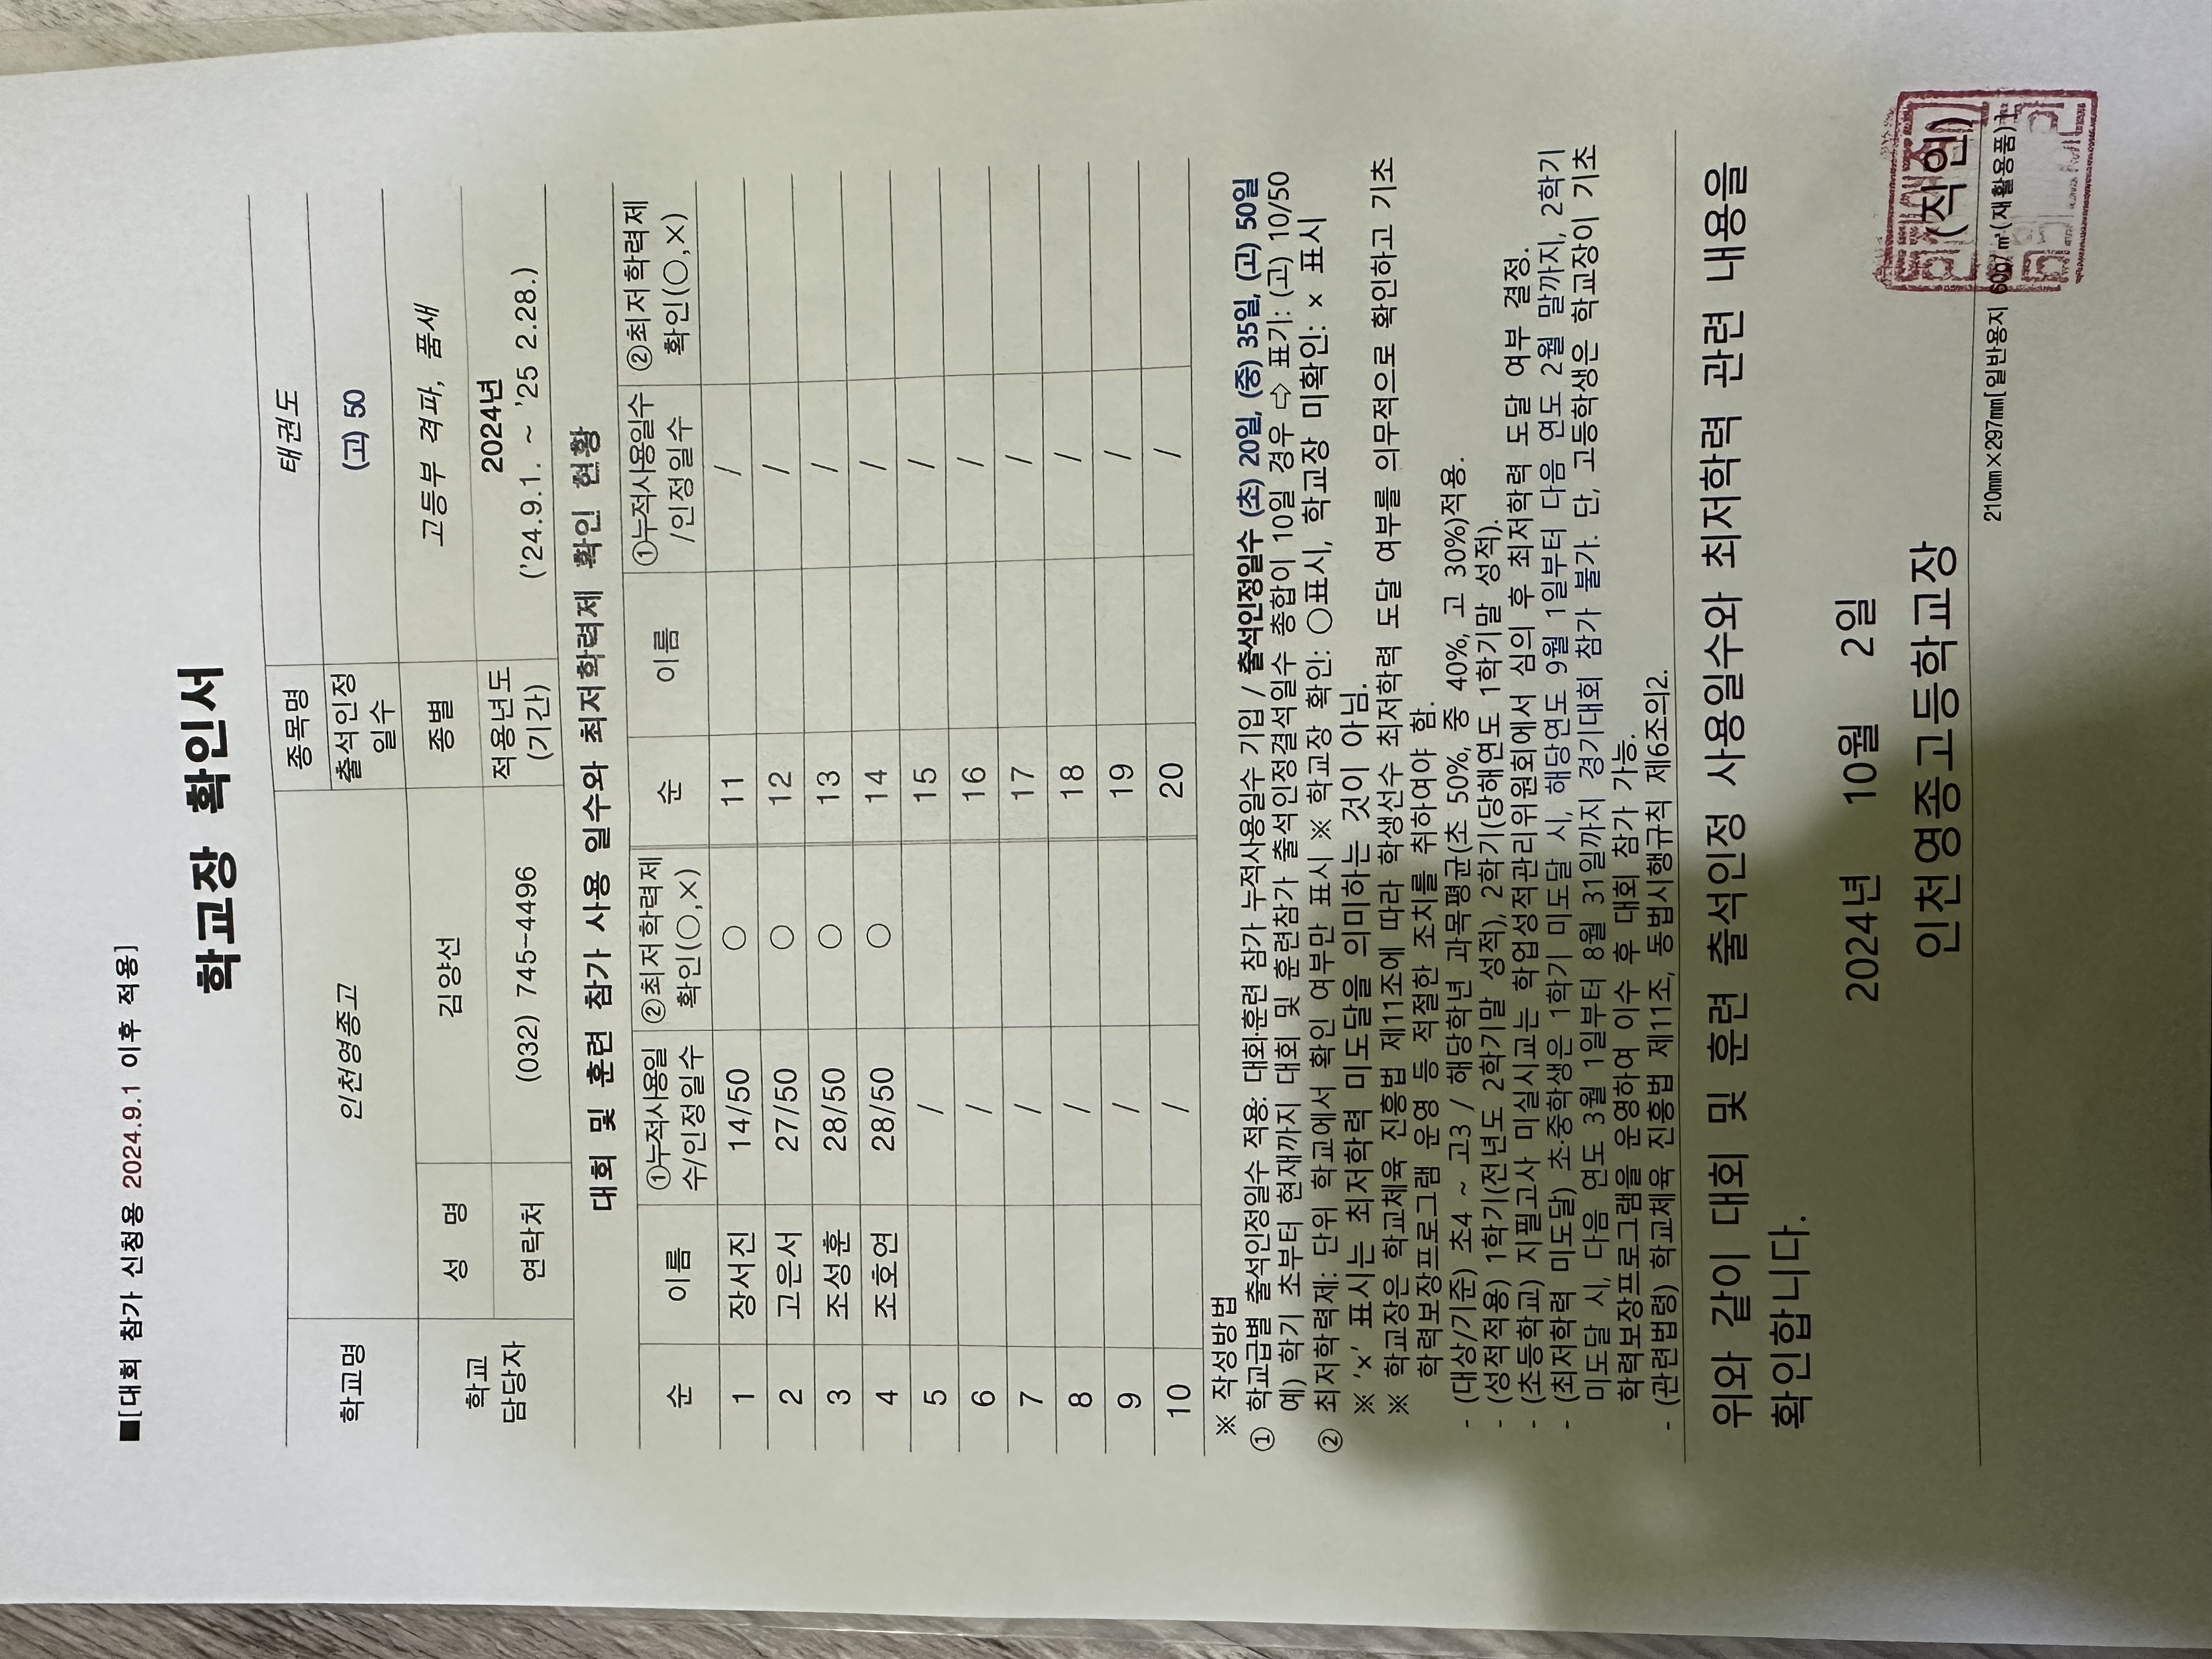 ■[대회 참가 신청용 2024.9.1 이후 적용]
학교장 확인서
학교명 인천영종고 종목명 태권도
출석인정일수 (고) 50
학교 담당자 성 명 김양선 종별 고등부 격파, 품새
연락처 (032) 745-4496 적용년도 (기간) 2024년 ('24.9.1. ~ '25 2.28.)
대회 및 훈련 참가 사용 일수와 최저학력제 확인 현황
순 이름 ①누적사용일수/인정일수 ②최저학력제 확인(○,×) 순 이름 ①누적사용일수/인정일수 ②최저학력제 확인(○,×)
1 장서진 14/50 ○ 11 /
2 고은서 27/50 ○ 12 /
3 조성훈 28/50 ○ 13 /
4 조호연 28/50 ○ 14 /
5 / 15 /
6 / 16 /
7 / 17 /
8 / 18 /
9 / 19 /
10 / 20 /
※ 작성방법
① 학교급별 출석인정일수 적용: 대회·훈련 참가 누적사용일수 기입 / 출석인정일수 (초) 20일, (중) 35일, (고) 50일
예) 학기 초부터 현재까지 대회 및 훈련참가 출석인정결석일수 총합이 10일 경우 ⇨ 표기: (고) 10/50
② 최저학력제: 단위 학교에서 확인 여부만 표시 ※ 학교장 확인: ○표시, 학교장 미확인: × 표시
※ '×' 표시는 최저학력 미도달을 의미하는 것이 아님.
※ 학교장은 학교체육 진흥법 제11조에 따라 학생선수 최저학력 도달 여부를 의무적으로 확인하고 기초
학력보장프로그램 운영 등 적절한 조치를 취하여야 함.
- (대상/기준) 초4 ~ 고3 / 해당학년 과목평균(초 50%, 중 40%, 고 30%)적용.
- (성적적용) 1학기(전년도 2학기말 성적), 2학기(당해연도 1학기말 성적).
- (초등학교) 지필고사 미실시교는 학업성적관리위원회에서 심의 후 최저학력 도달 여부 결정.
- (최저학력 미도달) 초·중학생은 1학기 미도달 시, 해당연도 9월 1일부터 다음 연도 2월 말까지, 2학기
미도달 시, 다음 연도 3월 1일부터 8월 31일까지 경기대회 참가 불가. 단, 고등학생은 학교장이 기초
학력보장프로그램을 운영하여 이수 후 대회 참가 가능.
- (관련법령) 학교체육 진흥법 제11조, 동법시행규칙 제6조의2.
위와 같이 대회 및 훈련 출석인정 사용일수와 최저학력 관련 내용을
확인합니다.
2024년 10월 2일
인천영종고등학교장 (직인)
210㎜×297㎜[일반용지 60g/㎡(재활용품)]